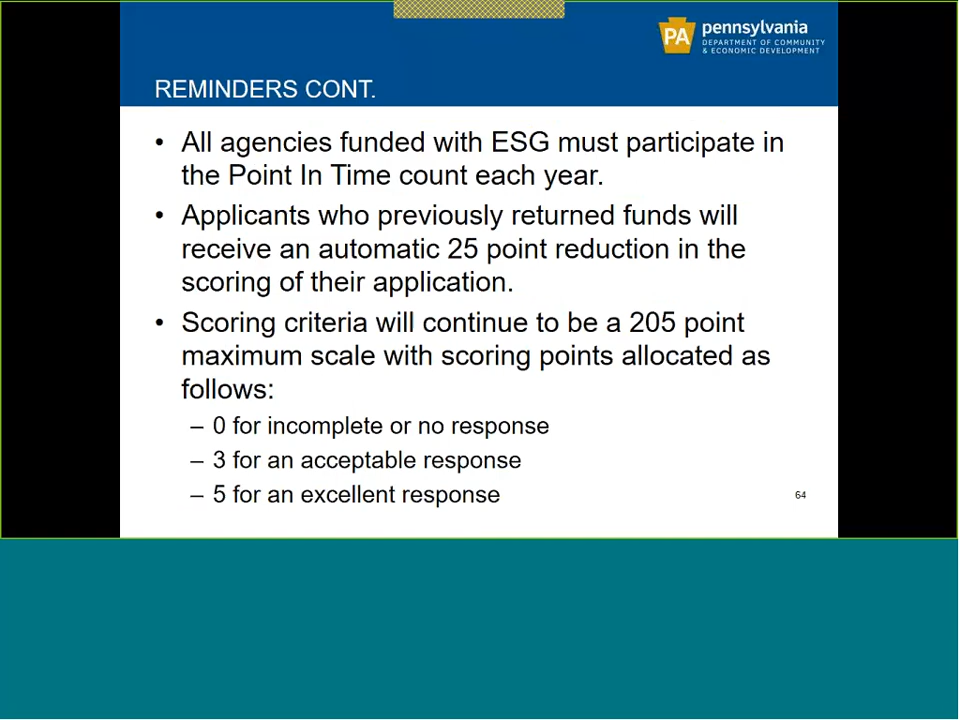 PA
pennsylvania
DEPARTMENT OF COMMUNITY
& ECONOMIC DEVELOPMENT
REMINDERS CONT.
• All agencies funded with ESG must participate in
the Point In Time count each year.
• Applicants who previously returned funds will
receive an automatic 25 point reduction in the
scoring of their application.
• Scoring criteria will continue to be a 205 point
maximum scale with scoring points allocated as
follows:
– 0 for incomplete or no response
– 3 for an acceptable response
– 5 for an excellent response
64